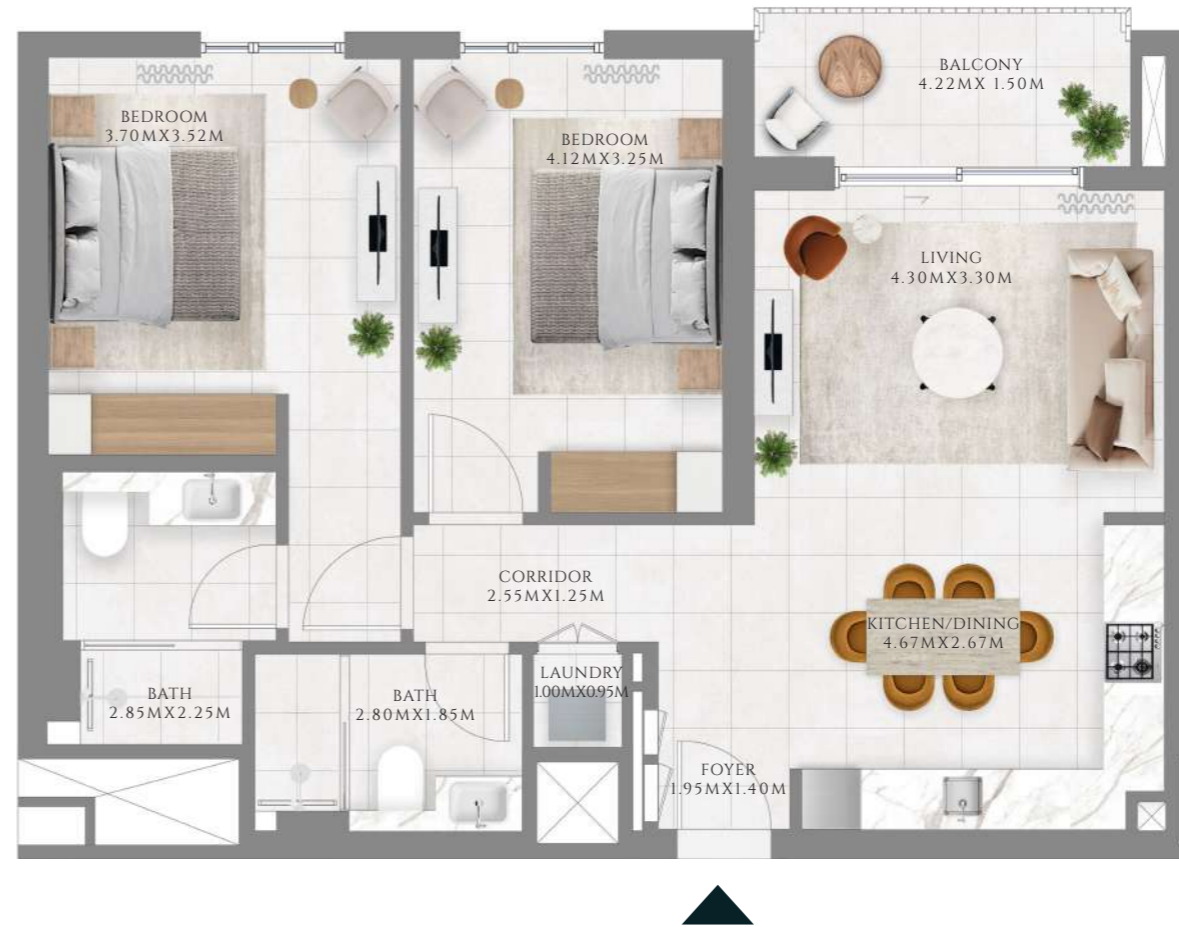 BALCONY
4.22MX 1.50M
BEDROOM
3.70MX3.52M
BEDROOM
4.12MX3.25M
LIVING
4.30MX3.30M
CORRIDOR
2.55MX1.25M
KITCHEN/DINING
4.67MX2.67M
LAUNDRY
1.00MX0.95M
BATH
2.85MX2.25M
BATH
2.80MX1.85M
FOYER
1.95MX1.40M